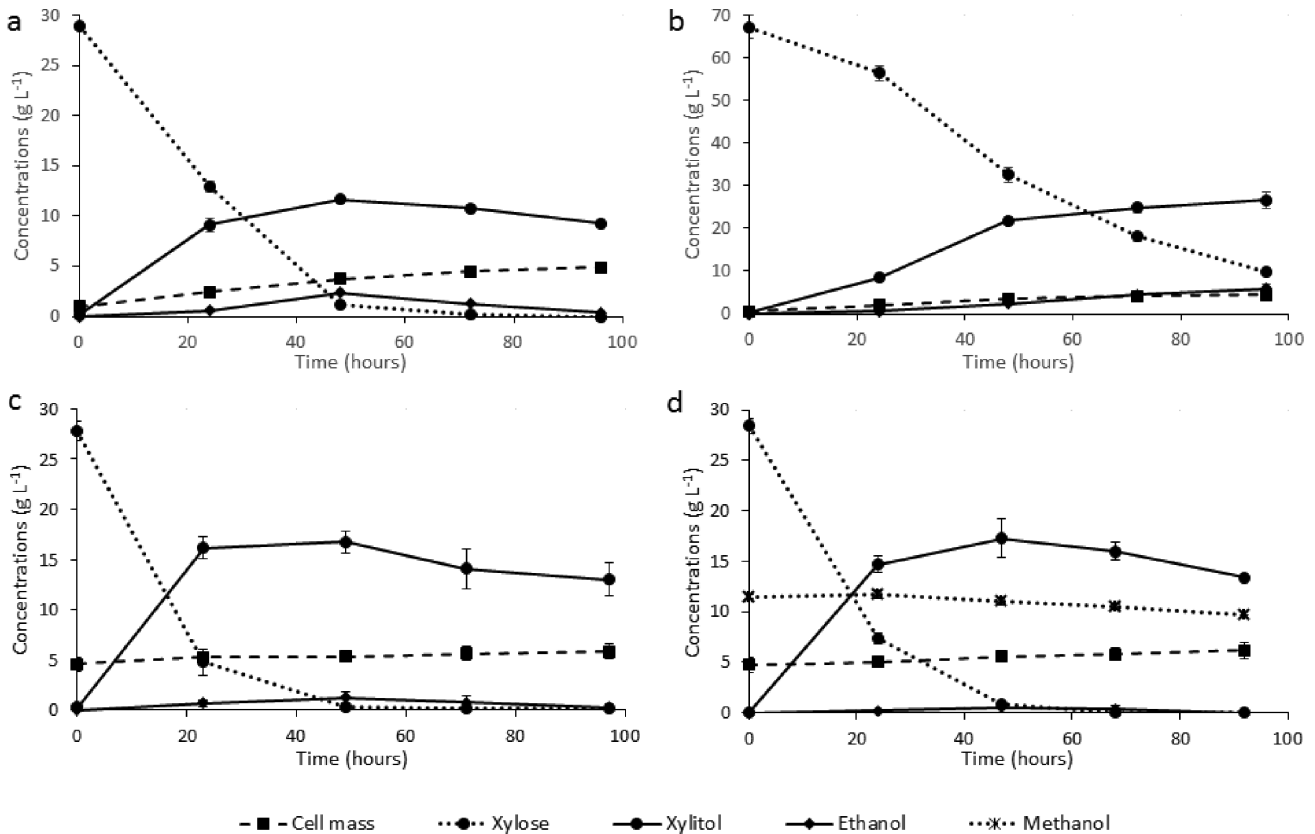 a
30
25
20
15
10
5
0
Concentrations (g L-1)
0 20 40 60 80 100
Time (hours)
b
70
60
50
40
30
20
10
0
Concentrations (g L-1)
0 20 40 60 80 100
Time (hours)
c
30
25
20
15
10
5
0
Concentrations (g L-1)
0 20 40 60 80 100
Time (hours)
d
30
25
20
15
10
5
0
Concentrations (g L-1)
0 20 40 60 80 100
Time (hours)
Cell mass Xylose Xylitol Ethanol Methanol